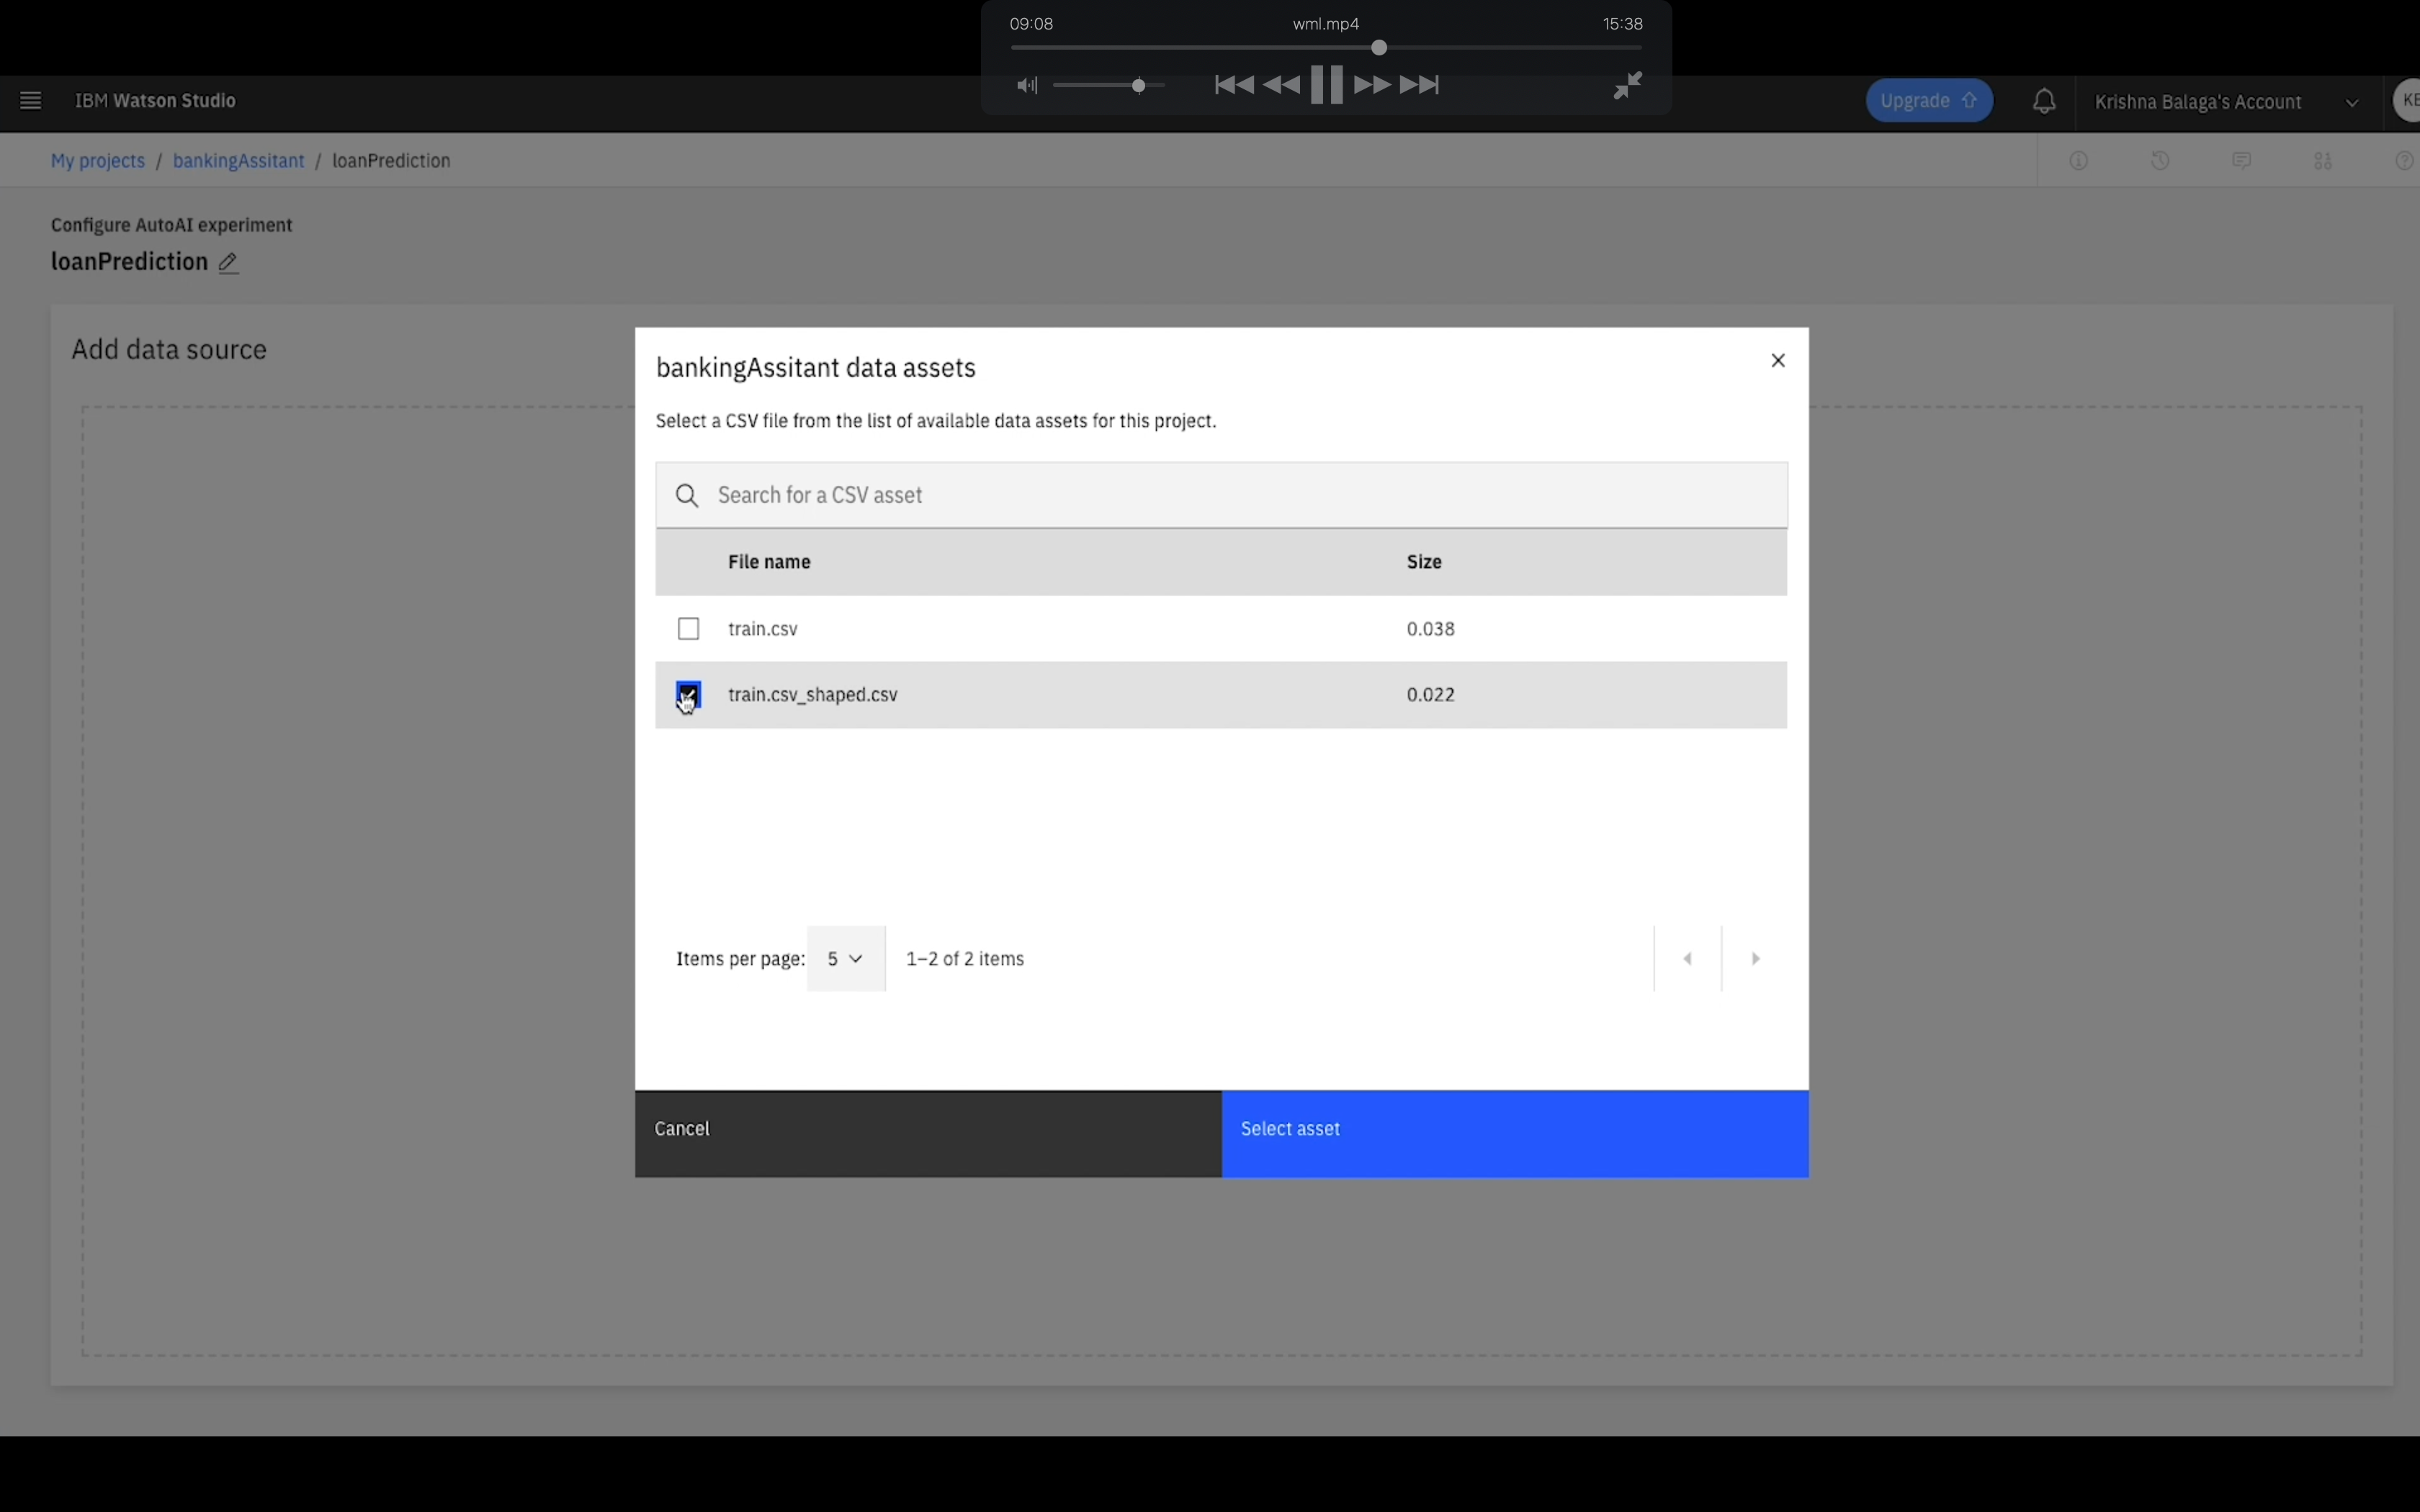 09:08 wml.mp4 15:38
IBM Watson Studio Upgrade Krishna Balaga's Account
My projects / bankingAssitant / loanPrediction
Configure AutoAI experiment
loanPrediction
Add data source
bankingAssitant data assets
Select a CSV file from the list of available data assets for this project.
Search for a CSV asset
File name Size
train.csv 0.038
train.csv_shaped.csv 0.022
Items per page: 5 1–2 of 2 items
Cancel Select asset